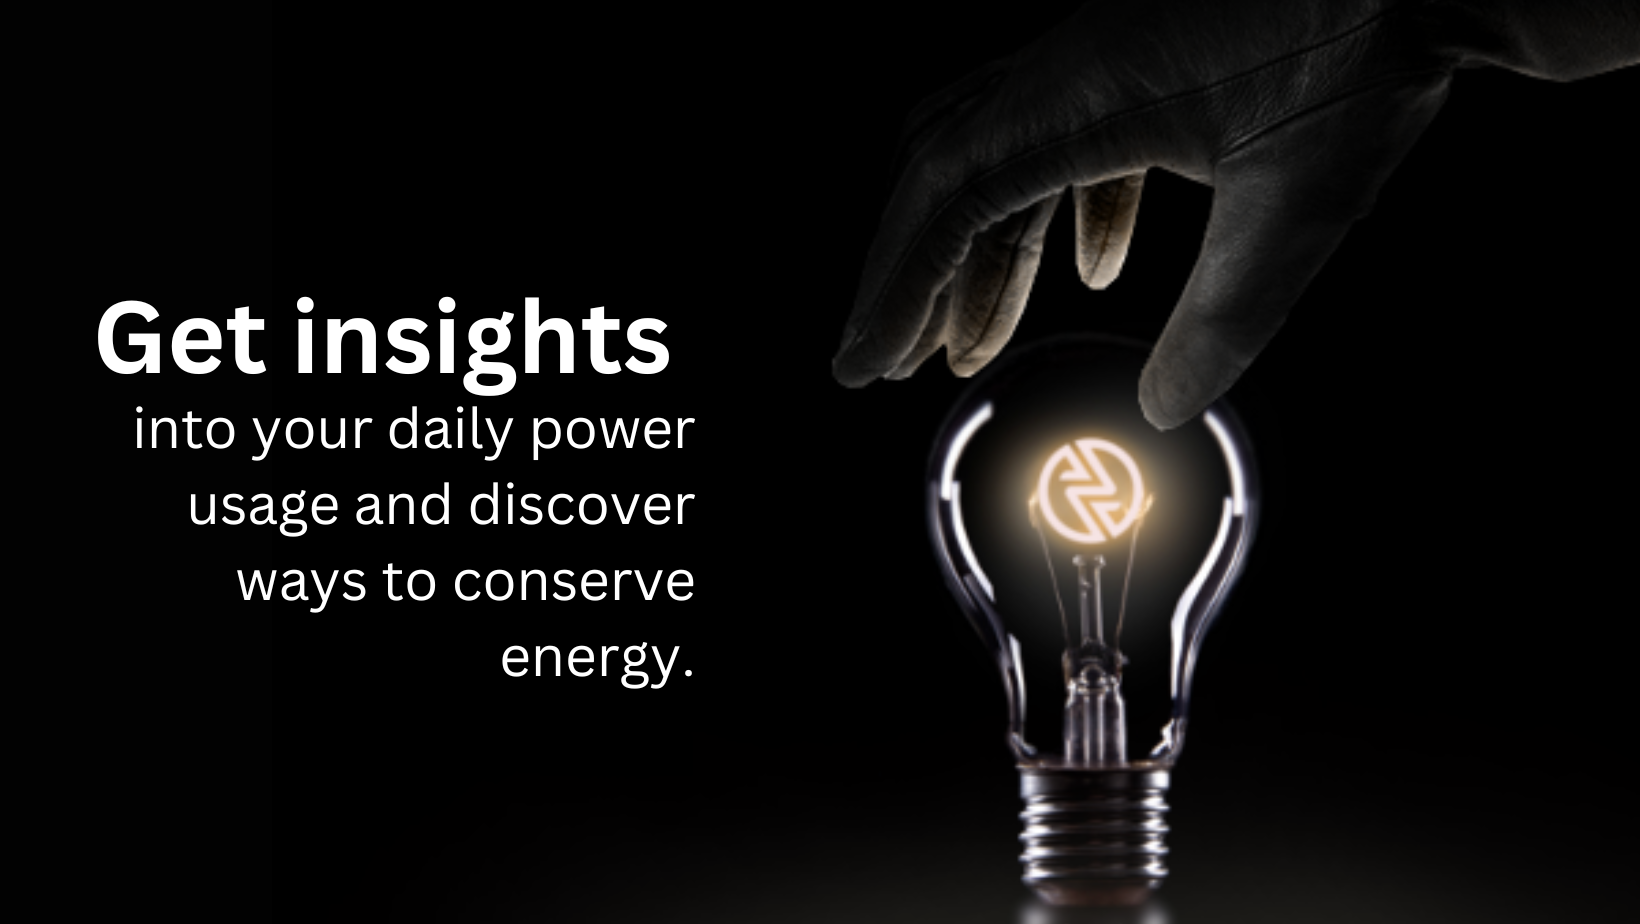 Get insights
into your daily power
usage and discover
ways to conserve
energy.